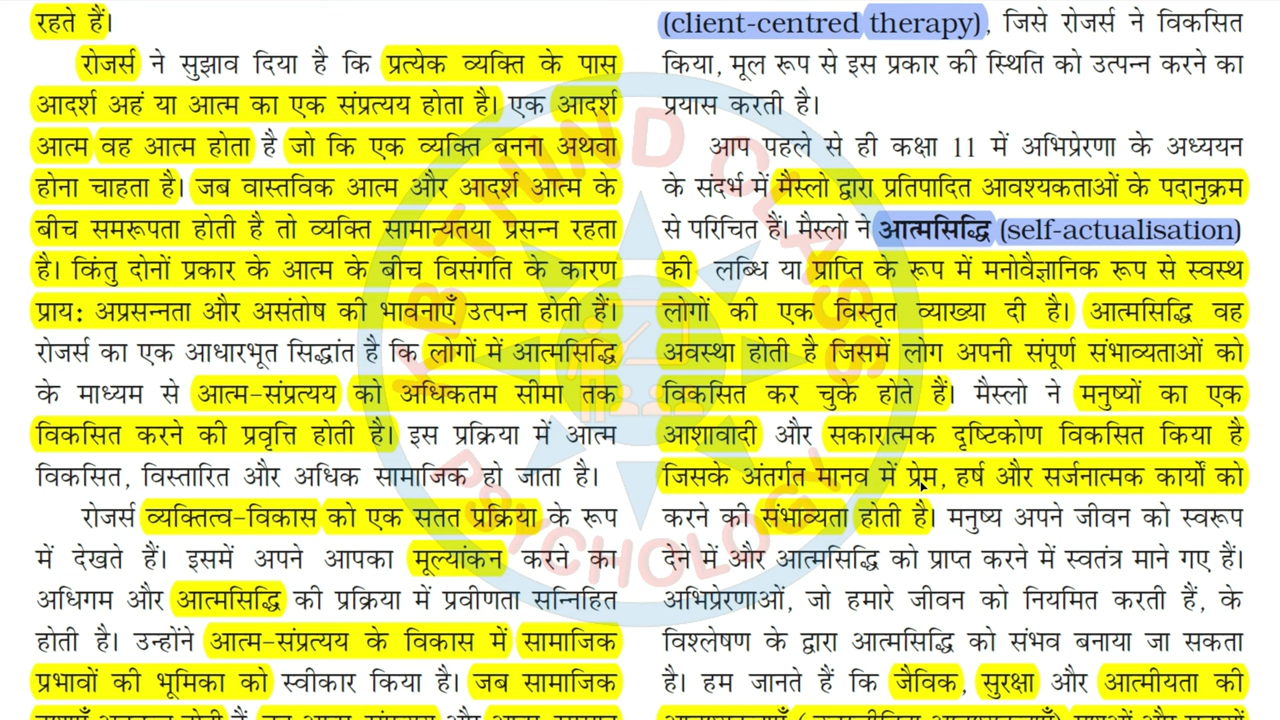 रहते हैं।
रोजर्स ने सुझाव दिया है कि प्रत्येक व्यक्ति के पास
आदर्श अहं या आत्म का एक संप्रत्यय होता है। एक आदर्श
आत्म वह आत्म होता है जो कि एक व्यक्ति बनना अथवा
होना चाहता है। जब वास्तविक आत्म और आदर्श आत्म के
बीच समरूपता होती है तो व्यक्ति सामान्यतया प्रसन्न रहता
है। किंतु दोनों प्रकार के आत्म के बीच विसंगति के कारण
प्राय: अप्रसन्नता और असंतोष की भावनाएँ उत्पन्न होती हैं।
रोजर्स का एक आधारभूत सिद्धांत है कि लोगों में आत्मसिद्धि
के माध्यम से आत्म-संप्रत्यय को अधिकतम सीमा तक
विकसित करने की प्रवृत्ति होती है। इस प्रक्रिया में आत्म
विकसित, विस्तारित और अधिक सामाजिक हो जाता है।
रोजर्स व्यक्तित्व-विकास को एक सतत प्रक्रिया के रूप
में देखते हैं। इसमें अपने आपका मूल्यांकन करने का
अधिगम और आत्मसिद्धि की प्रक्रिया में प्रवीणता सन्निहित
होती है। उन्होंने आत्म-संप्रत्यय के विकास में सामाजिक
प्रभावों की भूमिका को स्वीकार किया है। जब सामाजिक
(client-centred therapy), जिसे रोजर्स ने विकसित
किया, मूल रूप से इस प्रकार की स्थिति को उत्पन्न करने का
प्रयास करती है।
आप पहले से ही कक्षा 11 में अभिप्रेरणा के अध्ययन
के संदर्भ में मैस्लो द्वारा प्रतिपादित आवश्यकताओं के पदानुक्रम
से परिचित हैं। मैस्लो ने आत्मसिद्धि (self-actualisation)
की लब्धि या प्राप्ति के रूप में मनोवैज्ञानिक रूप से स्वस्थ
लोगों की एक विस्तृत व्याख्या दी है। आत्मसिद्धि वह
अवस्था होती है जिसमें लोग अपनी संपूर्ण संभाव्यताओं को
विकसित कर चुके होते हैं। मैस्लो ने मनुष्यों का एक
आशावादी और सकारात्मक दृष्टिकोण विकसित किया है
जिसके अंतर्गत मानव में प्रेम, हर्ष और सर्जनात्मक कार्यों को
करने की संभाव्यता होती है। मनुष्य अपने जीवन को स्वरूप
देने में और आत्मसिद्धि को प्राप्त करने में स्वतंत्र माने गए हैं।
अभिप्रेरणाओं, जो हमारे जीवन को नियमित करती हैं, के
विश्लेषण के द्वारा आत्मसिद्धि को संभव बनाया जा सकता
है। हम जानते हैं कि जैविक, सुरक्षा और आत्मीयता की
PSYCHOLOGY